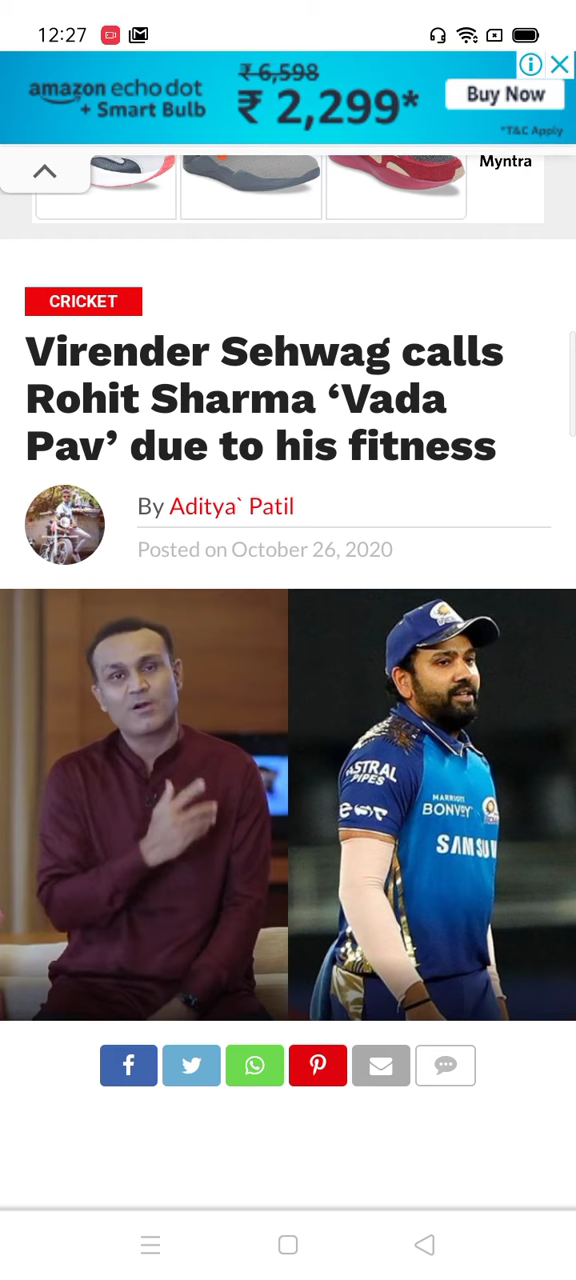 12:27
amazon echo dot
+ Smart Bulb
₹ 6,598
₹ 2,299*
Buy Now
*T&C Apply
Myntra
CRICKET
Virender Sehwag calls
Rohit Sharma ‘Vada
Pav’ due to his fitness
By Aditya` Patil
Posted on October 26, 2020
ASTRAL
PIPES
MARRIOTT
BONVOY
SAMSU